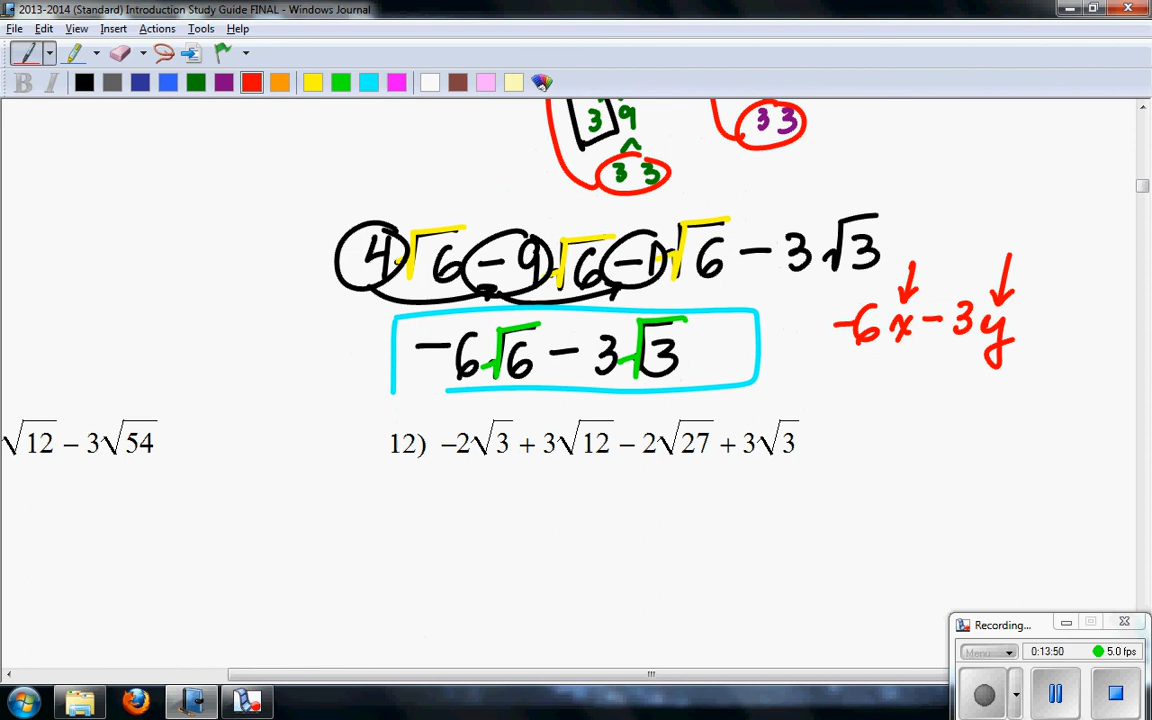 2013-2014 (Standard) Introduction Study Guide FINAL - Windows Journal
File Edit View Insert Actions Tools Help
B I
3 9 3 3
3 3
4√6 − 9√6 − 1√6 − 3√3
-6x - 3y
−6√6 − 3√3
√12 − 3√54
12) −2√3 + 3√12 − 2√27 + 3√3
Recording...
Menu 0:13:50 5.0 fps